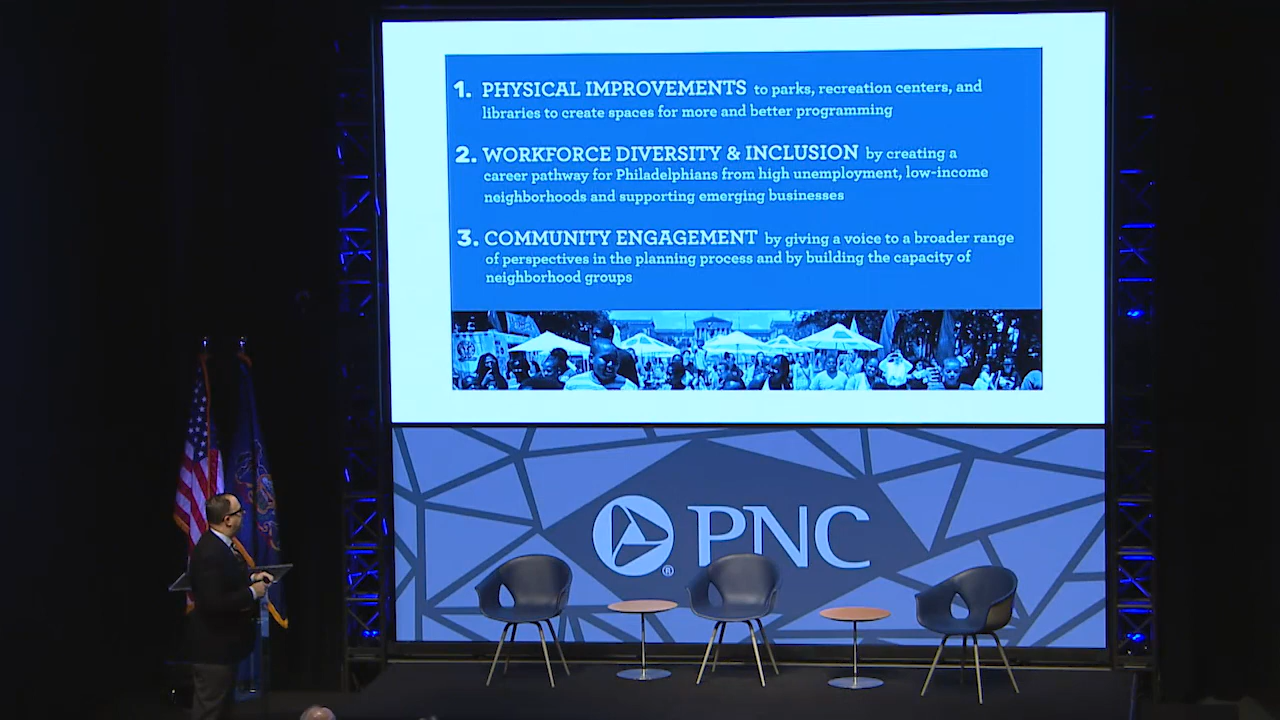 1. PHYSICAL IMPROVEMENTS to parks, recreation centers, and
libraries to create spaces for more and better programming
2. WORKFORCE DIVERSITY & INCLUSION by creating a
career pathway for Philadelphians from high unemployment, low-income
neighborhoods and supporting emerging businesses
3. COMMUNITY ENGAGEMENT by giving a voice to a broader range
of perspectives in the planning process and by building the capacity of
neighborhood groups
PNC
®